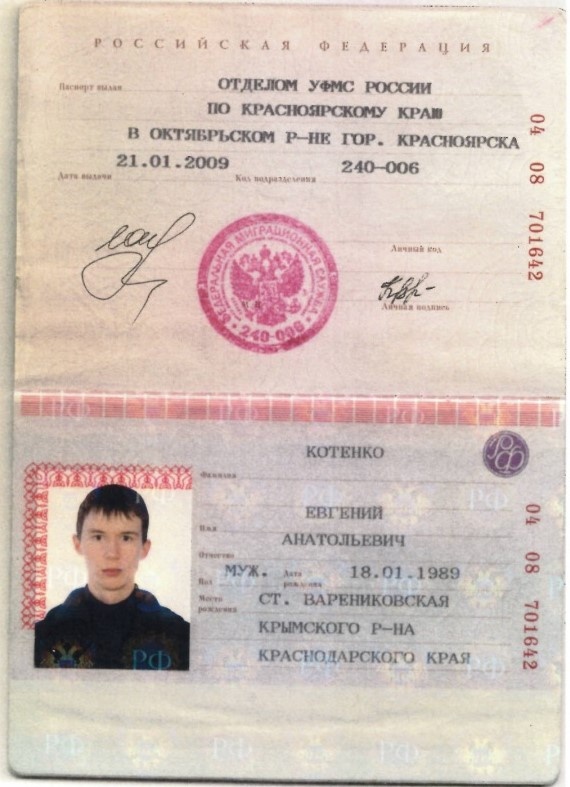 РОССИЙСКАЯ ФЕДЕРАЦИЯ
Паспорт выдан
ОТДЕЛОМ УФМС РОССИИ
ПО КРАСНОЯРСКОМУ КРАЮ
В ОКТЯБРЬСКОМ Р-НЕ ГОР. КРАСНОЯРСКА
21.01.2009 240-006
Дата выдачи Код подразделения
04 08 701642
Личный код
Личная подпись
ФЕДЕРАЛЬНАЯ МИГРАЦИОННАЯ СЛУЖБА
240-006
КОТЕНКО
Фамилия
РФ
ЕВГЕНИЙ
Имя
АНАТОЛЬЕВИЧ
Отчество
МУЖ. 18.01.1989
Пол Дата рождения
Место рождения
СТ. ВАРЕНИКОВСКАЯ
КРЫМСКОГО Р-НА
КРАСНОДАРСКОГО КРАЯ
04 08 701642
РФ